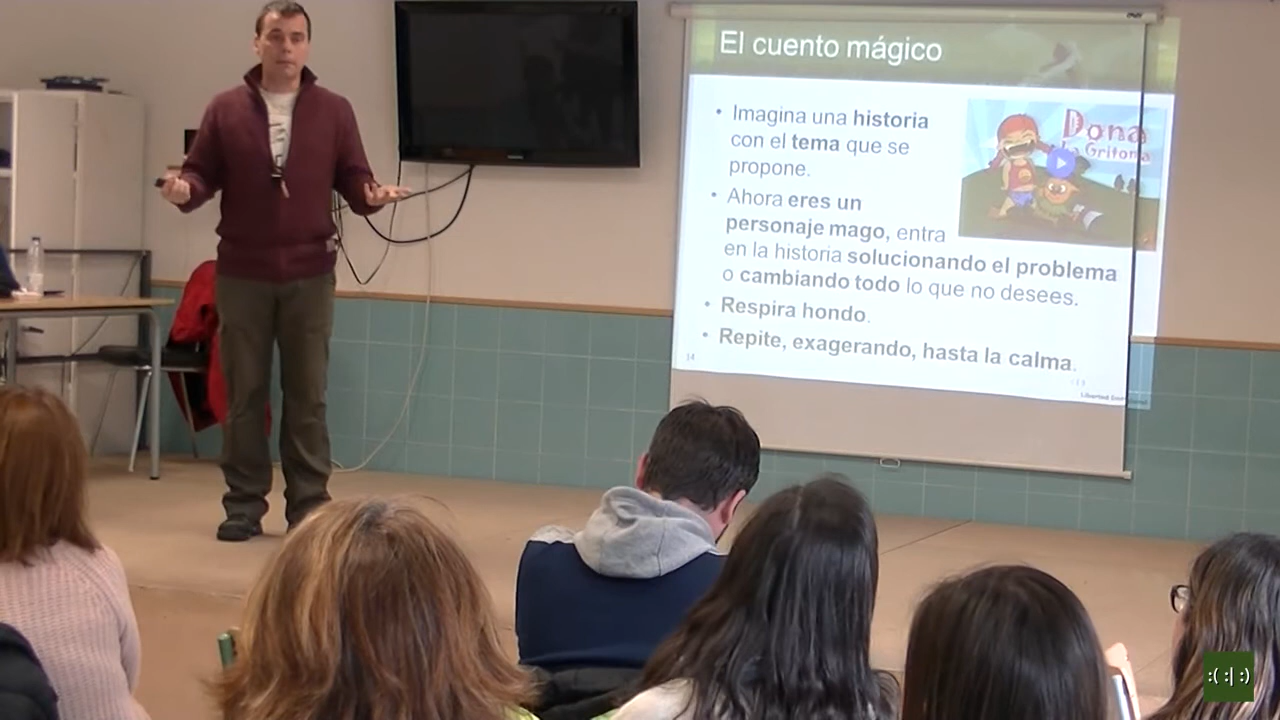 El cuento mágico
• Imagina una historia
con el tema que se
propone.
• Ahora eres un
personaje mago, entra
en la historia solucionando el problema
o cambiando todo lo que no desees.
• Respira hondo.
• Repite, exagerando, hasta la calma.
Dona
la Gritona
14
:( :| :)